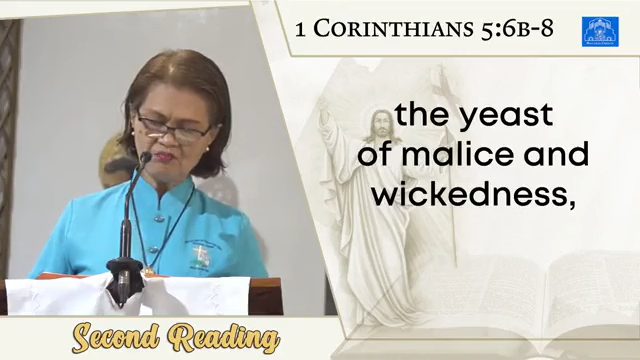 1 Corinthians 5:6b-8
the yeast
of malice and
wickedness,
Second Reading